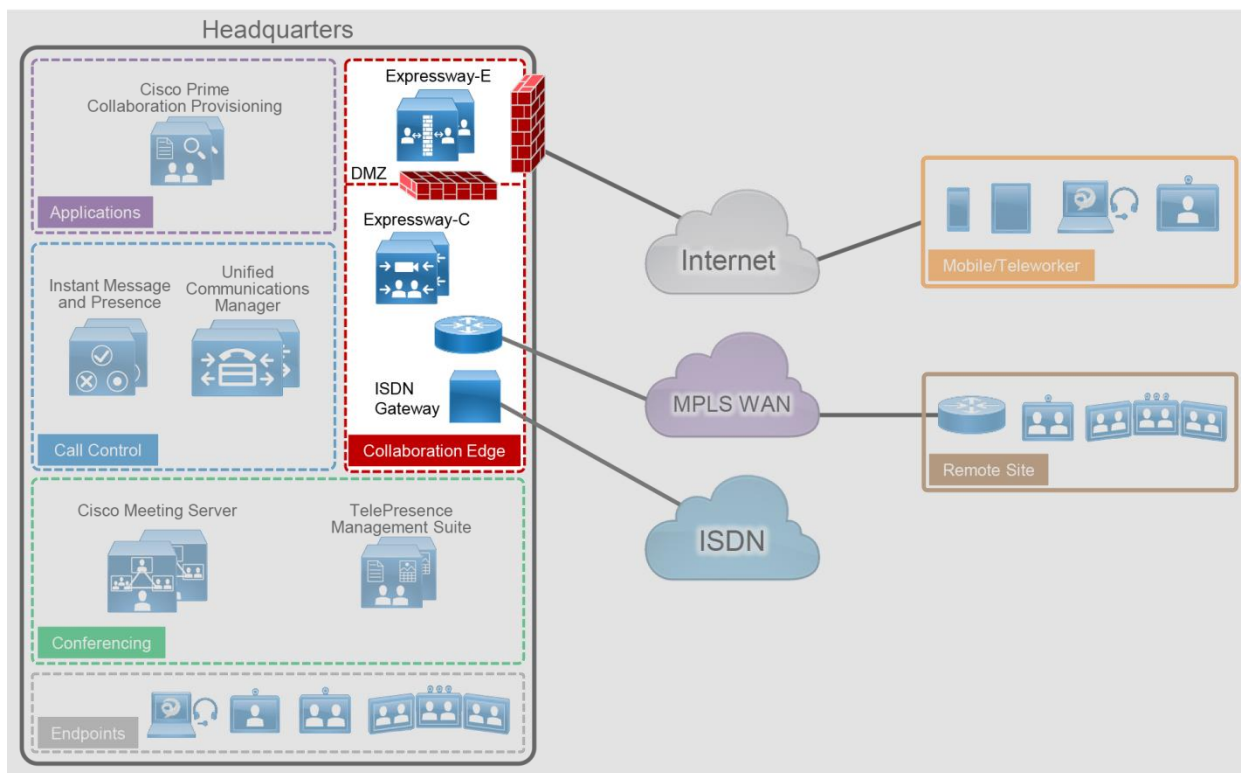 Headquarters
Cisco Prime
Collaboration Provisioning
Applications
Instant Message
and Presence
Unified
Communications
Manager
Call Control
Expressway-E
DMZ
Expressway-C
ISDN
Gateway
Collaboration Edge
Cisco Meeting Server
TelePresence
Management Suite
Conferencing
Endpoints
Internet
MPLS WAN
ISDN
Mobile/Teleworker
Remote Site